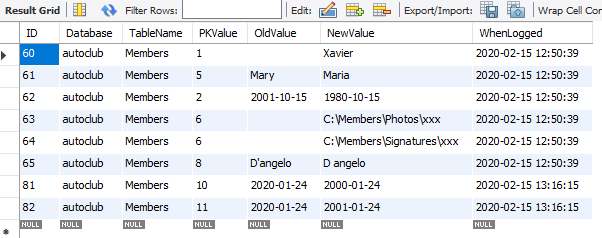 Result Grid Filter Rows: Edit: Export/Import: Wrap Cell Con
ID Database TableName Members PKValue OldValue NewValue WhenLogged
60 autoclub Members 1 Xavier 2020-02-15 12:50:39
61 autoclub Members 5 Mary Maria 2020-02-15 12:50:39
62 autoclub Members 2 2001-10-15 1980-10-15 2020-02-15 12:50:39
63 autoclub Members 6 C:\Members\Photos\xxx 2020-02-15 12:50:39
64 autoclub Members 6 C:\Members\Signatures\xxx 2020-02-15 12:50:39
65 autoclub Members 8 D'angelo D angelo 2020-02-15 12:50:39
81 autoclub Members 10 2020-01-24 2000-01-24 2020-02-15 13:16:15
82 autoclub Members 11 2020-01-24 2001-01-24 2020-02-15 13:16:15
NULL NULL NULL NULL NULL NULL NULL